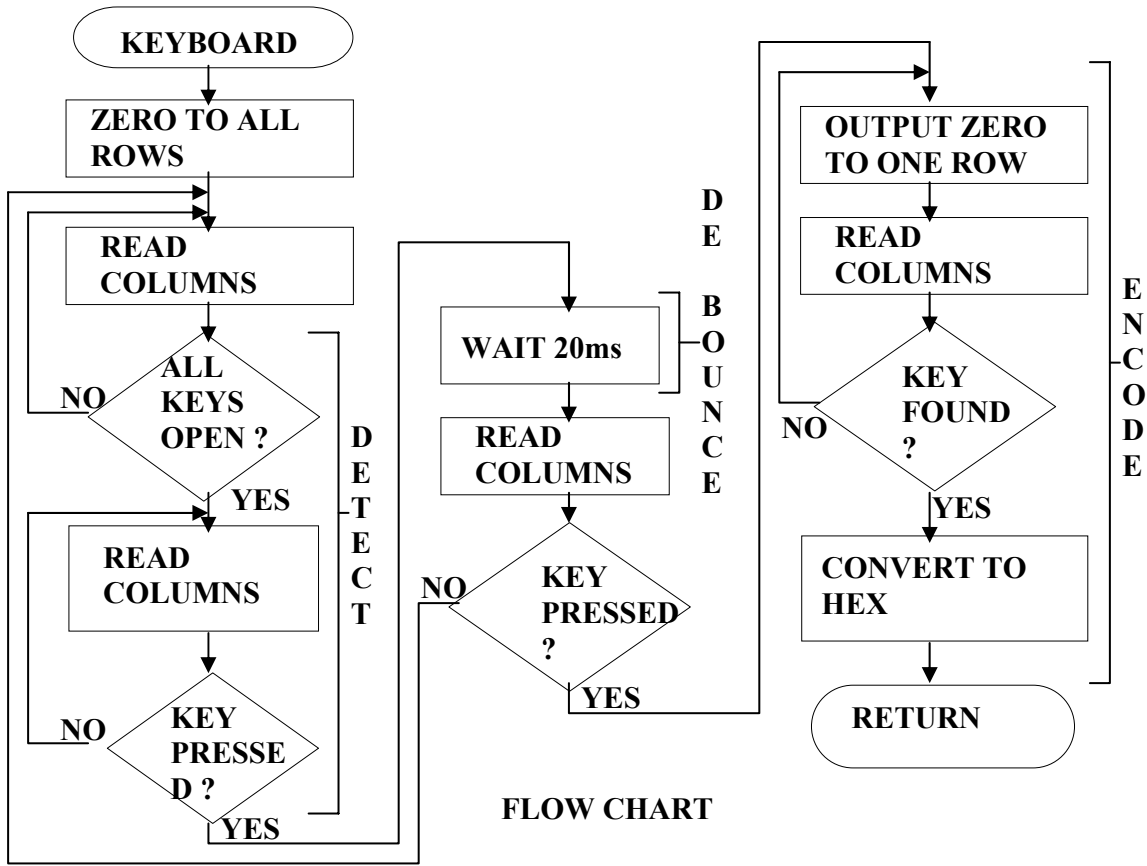 KEYBOARD
ZERO TO ALL
ROWS
READ
COLUMNS
ALL
KEYS
OPEN ?
NO
YES
READ
COLUMNS
KEY
PRESSE
D ?
NO
YES
D
E
T
E
C
T
WAIT 20ms
READ
COLUMNS
KEY
PRESSED
?
NO
YES
D
E
B
O
U
N
C
E
OUTPUT ZERO
TO ONE ROW
READ
COLUMNS
KEY
FOUND
?
NO
YES
CONVERT TO
HEX
RETURN
E
N
C
O
D
E
FLOW CHART